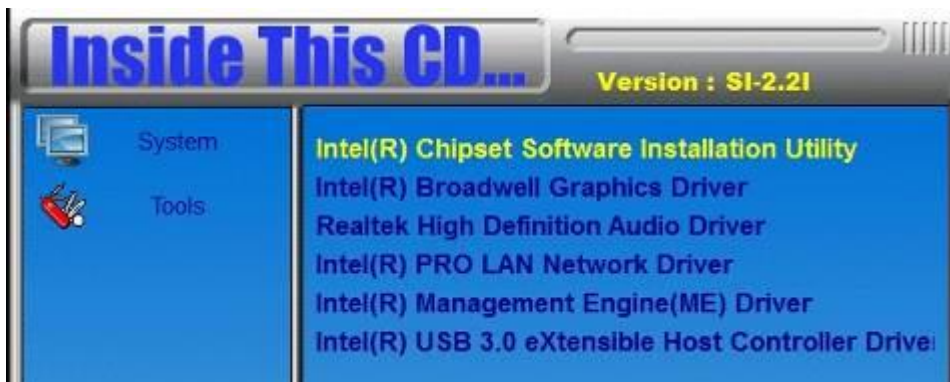 Inside This CD...
Version : SI-2.2I
System
Tools
Intel(R) Chipset Software Installation Utility
Intel(R) Broadwell Graphics Driver
Realtek High Definition Audio Driver
Intel(R) PRO LAN Network Driver
Intel(R) Management Engine(ME) Driver
Intel(R) USB 3.0 eXtensible Host Controller Drive